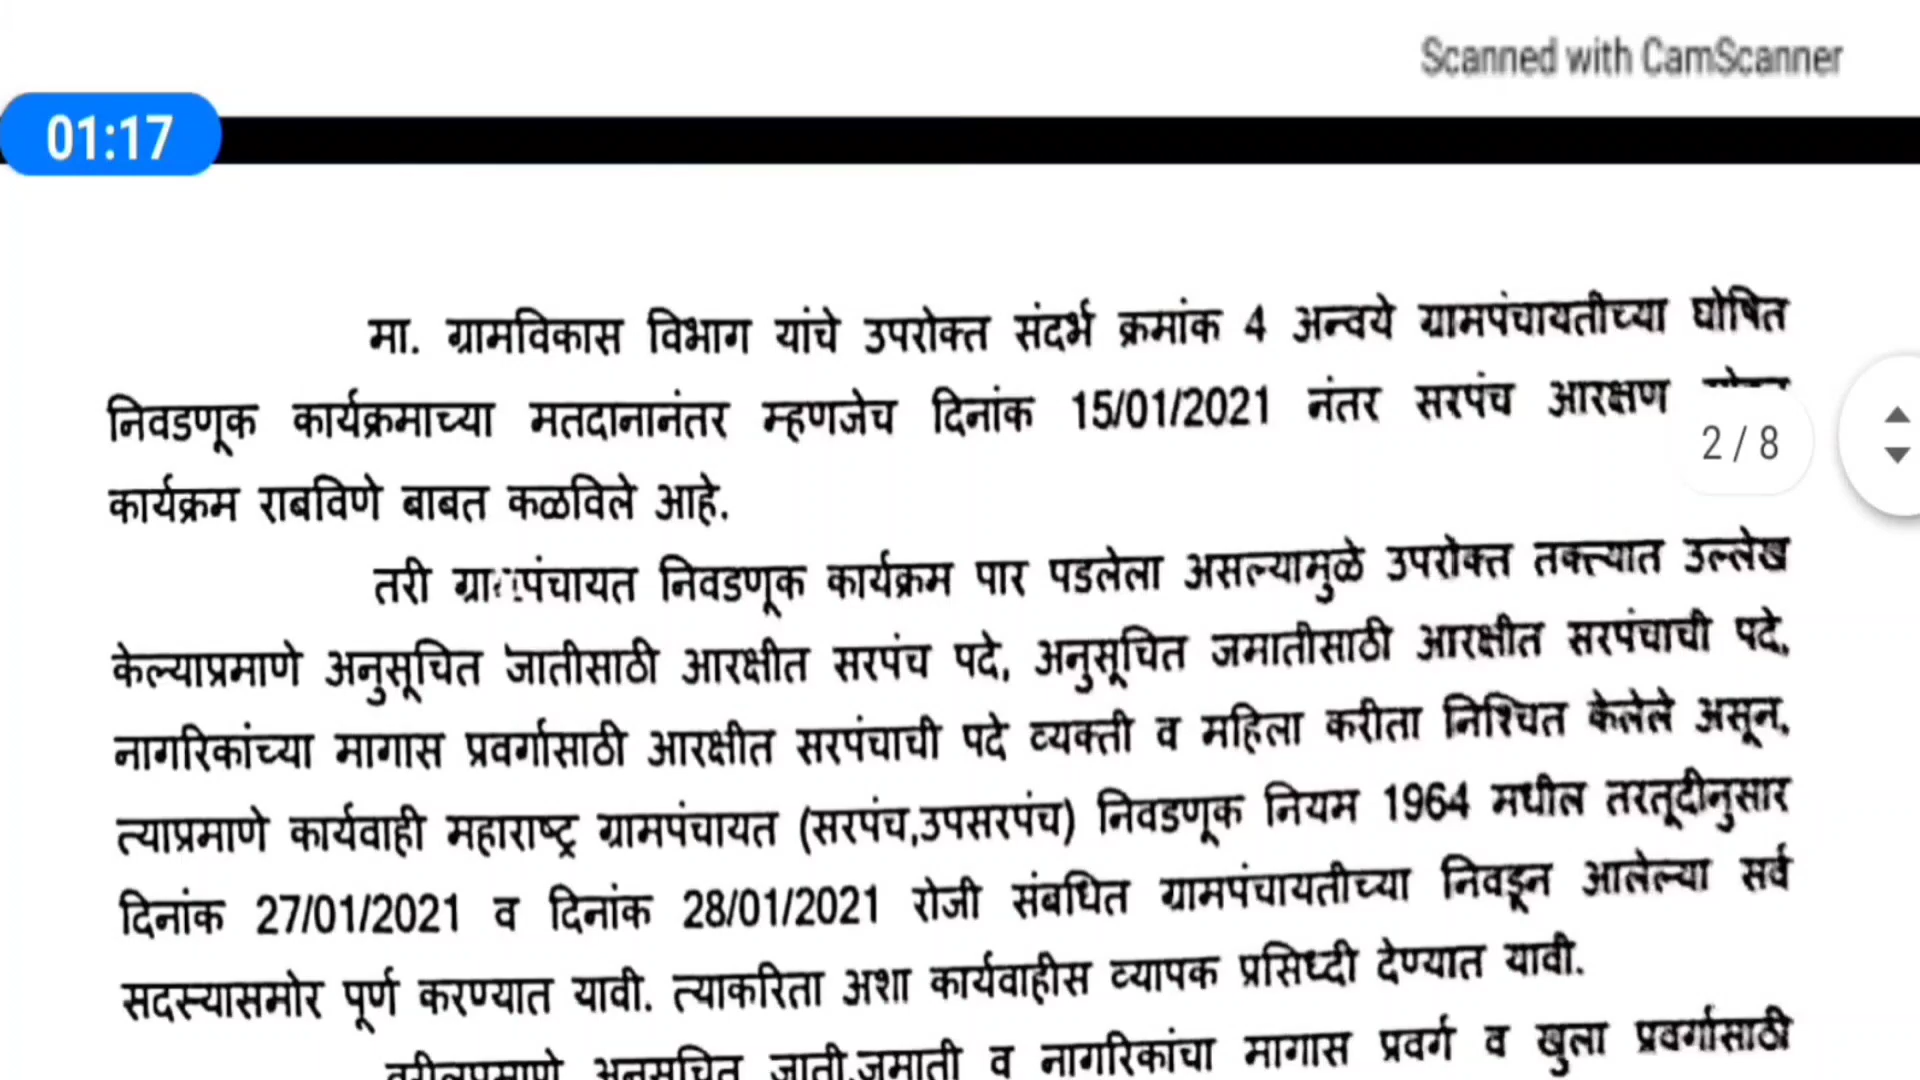 Scanned with CamScanner
01:17
मा. ग्रामविकास विभाग यांचे उपरोक्त संदर्भ क्रमांक 4 अन्वये ग्रामपंचायतीच्या घोषित
निवडणूक कार्यक्रमाच्या मतदानानंतर म्हणजेच दिनांक 15/01/2021 नंतर सरपंच आरक्षण
2 / 8
कार्यक्रम राबविणे बाबत कळविले आहे.
तरी ग्रामपंचायत निवडणूक कार्यक्रम पार पडलेला असल्यामुळे उपरोक्त तक्त्यात उल्लेख
केल्याप्रमाणे अनुसूचित जातीसाठी आरक्षीत सरपंच पदे, अनुसूचित जमातीसाठी आरक्षीत सरपंचाची पदे,
नागरिकांच्या मागास प्रवर्गासाठी आरक्षीत सरपंचाची पदे व्यक्ती व महिला करीता निश्चित केलेले असून,
त्याप्रमाणे कार्यवाही महाराष्ट्र ग्रामपंचायत (सरपंच,उपसरपंच) निवडणूक नियम 1964 मधील तरतूदीनुसार
दिनांक 27/01/2021 व दिनांक 28/01/2021 रोजी संबधित ग्रामपंचायतीच्या निवडून आलेल्या सर्व
सदस्यासमोर पूर्ण करण्यात यावी. त्याकरिता अशा कार्यवाहीस व्यापक प्रसिध्दी देण्यात यावी.
वरीलप्रमाणे अनुसूचित जाती,जमाती व नागरिकांचा मागास प्रवर्ग व खुला प्रवर्गासाठी